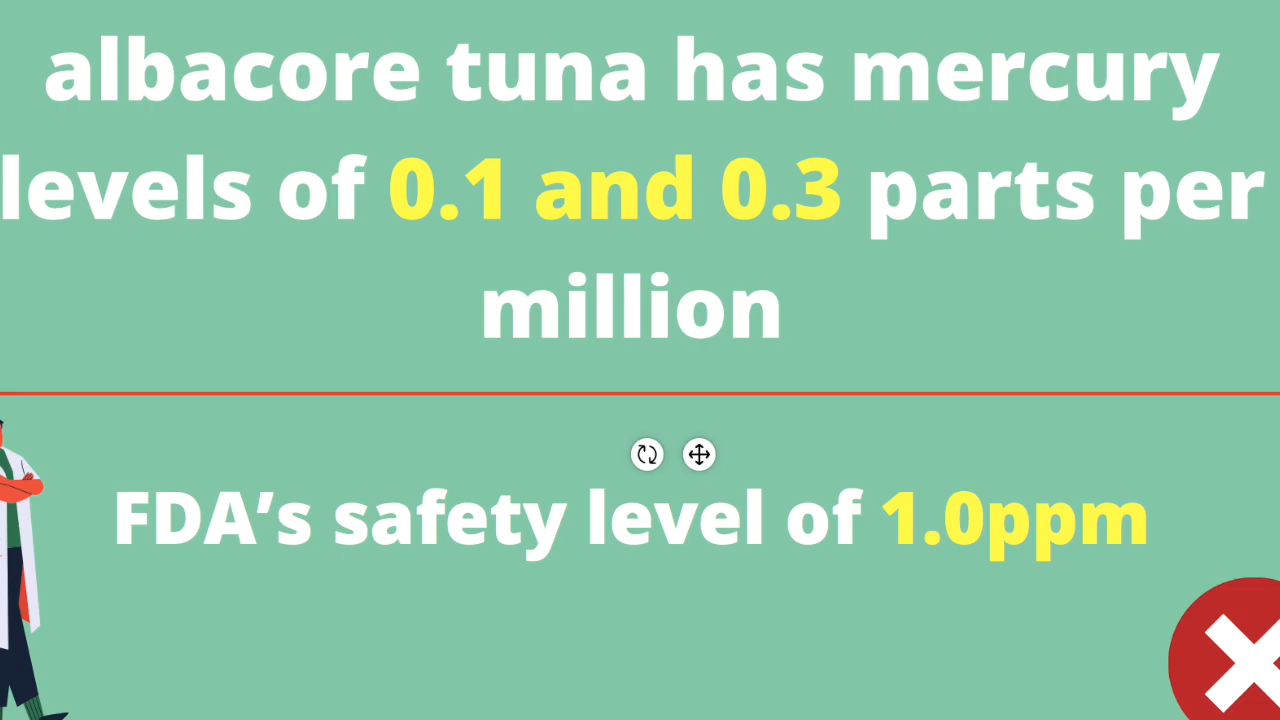 albacore tuna has mercury
levels of 0.1 and 0.3 parts per
million
FDA’s safety level of 1.0ppm